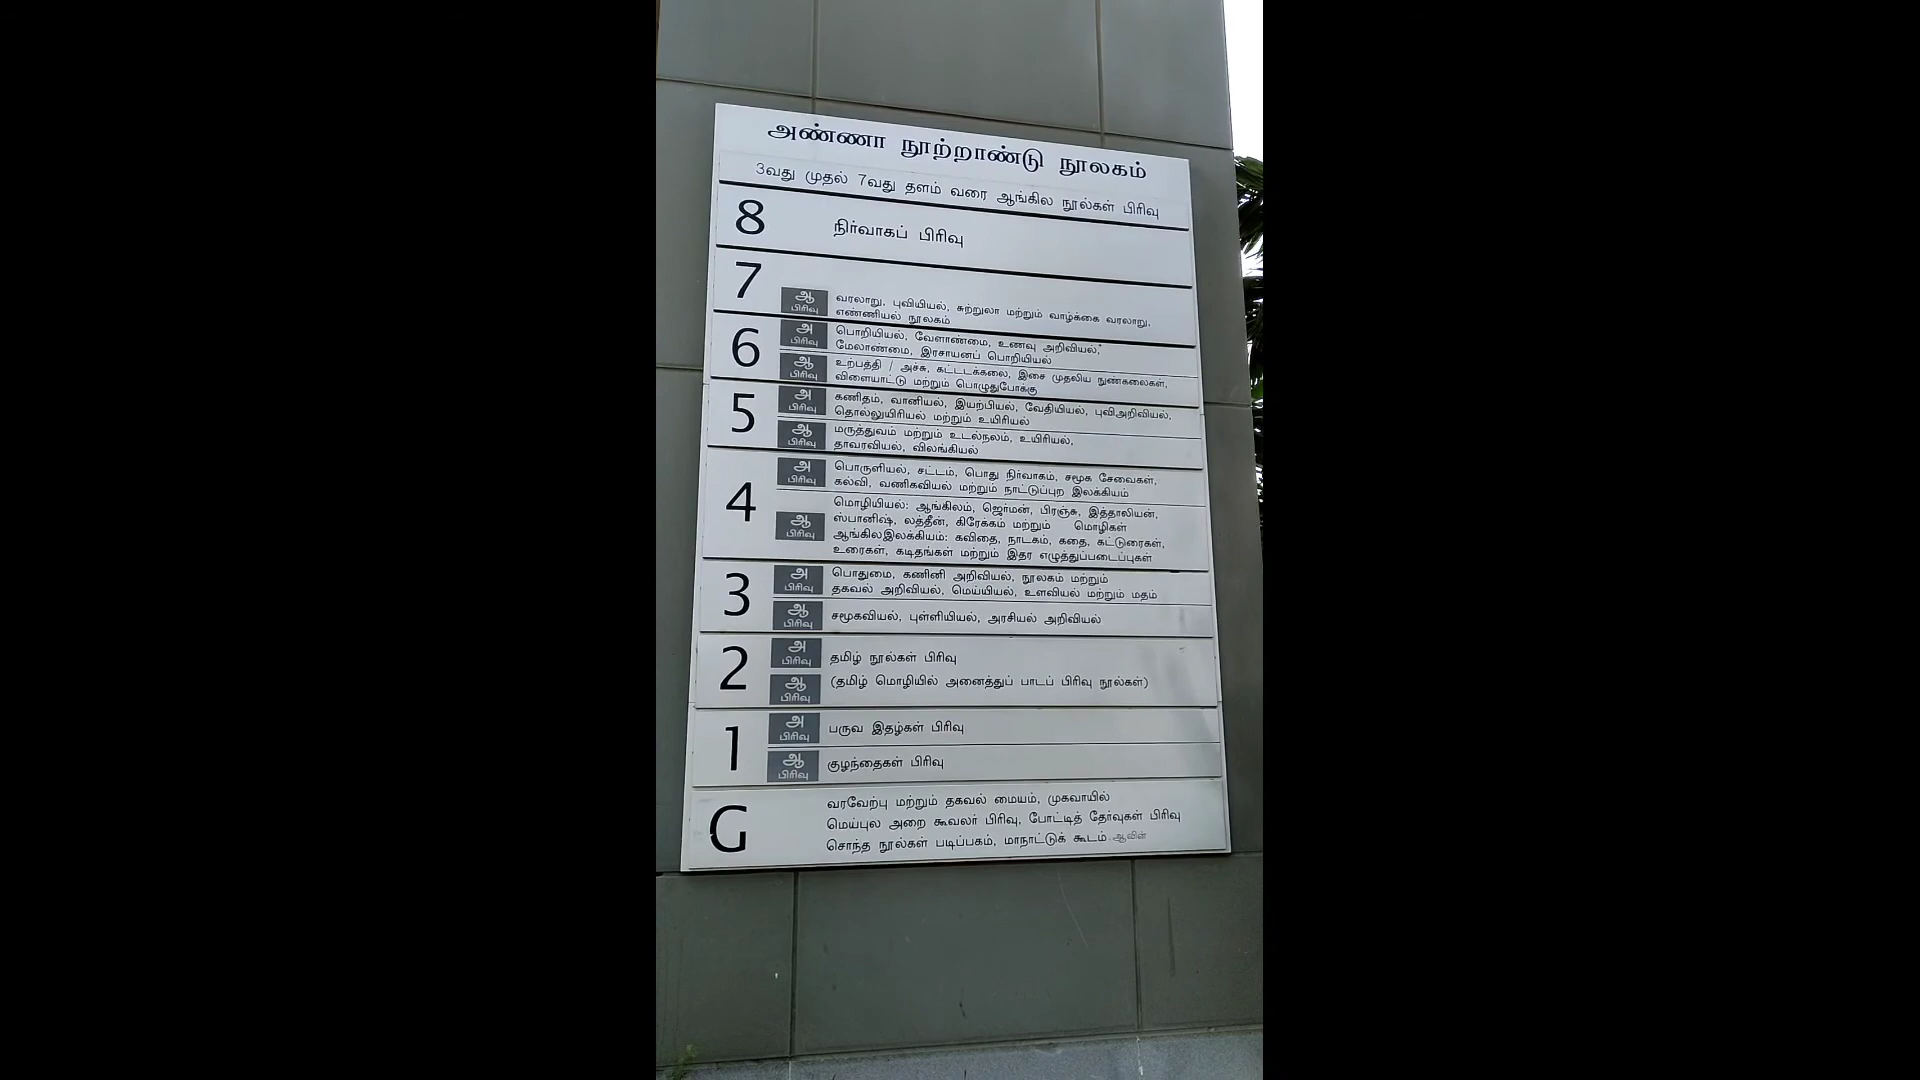 அண்ணா நூற்றாண்டு நூலகம்
3வது முதல் 7வது தளம் வரை ஆங்கில நூல்கள் பிரிவு
8 நிர்வாகப் பிரிவு
7
ஆ பிரிவு வரலாறு, புவியியல், சுற்றுலா மற்றும் வாழ்க்கை வரலாறு,
எண்ணியல் நூலகம்
6
அ பிரிவு பொறியியல், வேளாண்மை, உணவு அறிவியல்,
மேலாண்மை, இரசாயனப் பொறியியல்
ஆ பிரிவு உற்பத்தி / அச்சு, கட்டடக்கலை, இசை முதலிய நுண்கலைகள்,
விளையாட்டு மற்றும் பொழுதுபோக்கு
5
அ பிரிவு கணிதம், வானியல், இயற்பியல், வேதியியல், புவிஅறிவியல்,
தொல்லுயிரியல் மற்றும் உயிரியல்
ஆ பிரிவு மருத்துவம் மற்றும் உடல்நலம், உயிரியல்,
தாவரவியல், விலங்கியல்
4
அ பிரிவு பொருளியல், சட்டம், பொது நிர்வாகம், சமூக சேவைகள்,
கல்வி, வணிகவியல் மற்றும் நாட்டுப்புற இலக்கியம்
ஆ பிரிவு மொழியியல்: ஆங்கிலம், ஜெர்மன், பிரஞ்சு, இத்தாலியன்,
ஸ்பானிஷ், லத்தீன், கிரேக்கம் மற்றும் மொழிகள்
ஆங்கிலஇலக்கியம்: கவிதை, நாடகம், கதை, கட்டுரைகள்,
உரைகள், கடிதங்கள் மற்றும் இதர எழுத்துப்படைப்புகள்
3
அ பிரிவு பொதுமை, கணினி அறிவியல், நூலகம் மற்றும்
தகவல் அறிவியல், மெய்யியல், உளவியல் மற்றும் மதம்
ஆ பிரிவு சமூகவியல், புள்ளியியல், அரசியல் அறிவியல்
2
அ பிரிவு தமிழ் நூல்கள் பிரிவு
ஆ பிரிவு (தமிழ் மொழியில் அனைத்துப் பாடப் பிரிவு நூல்கள்)
1
அ பிரிவு பருவ இதழ்கள் பிரிவு
ஆ பிரிவு குழந்தைகள் பிரிவு
G
வரவேற்பு மற்றும் தகவல் மையம், முகவாயில்
மெய்புல அறை கூவலர் பிரிவு, போட்டித் தேர்வுகள் பிரிவு
சொந்த நூல்கள் படிப்பகம், மாநாட்டுக் கூடம் ஆவின்